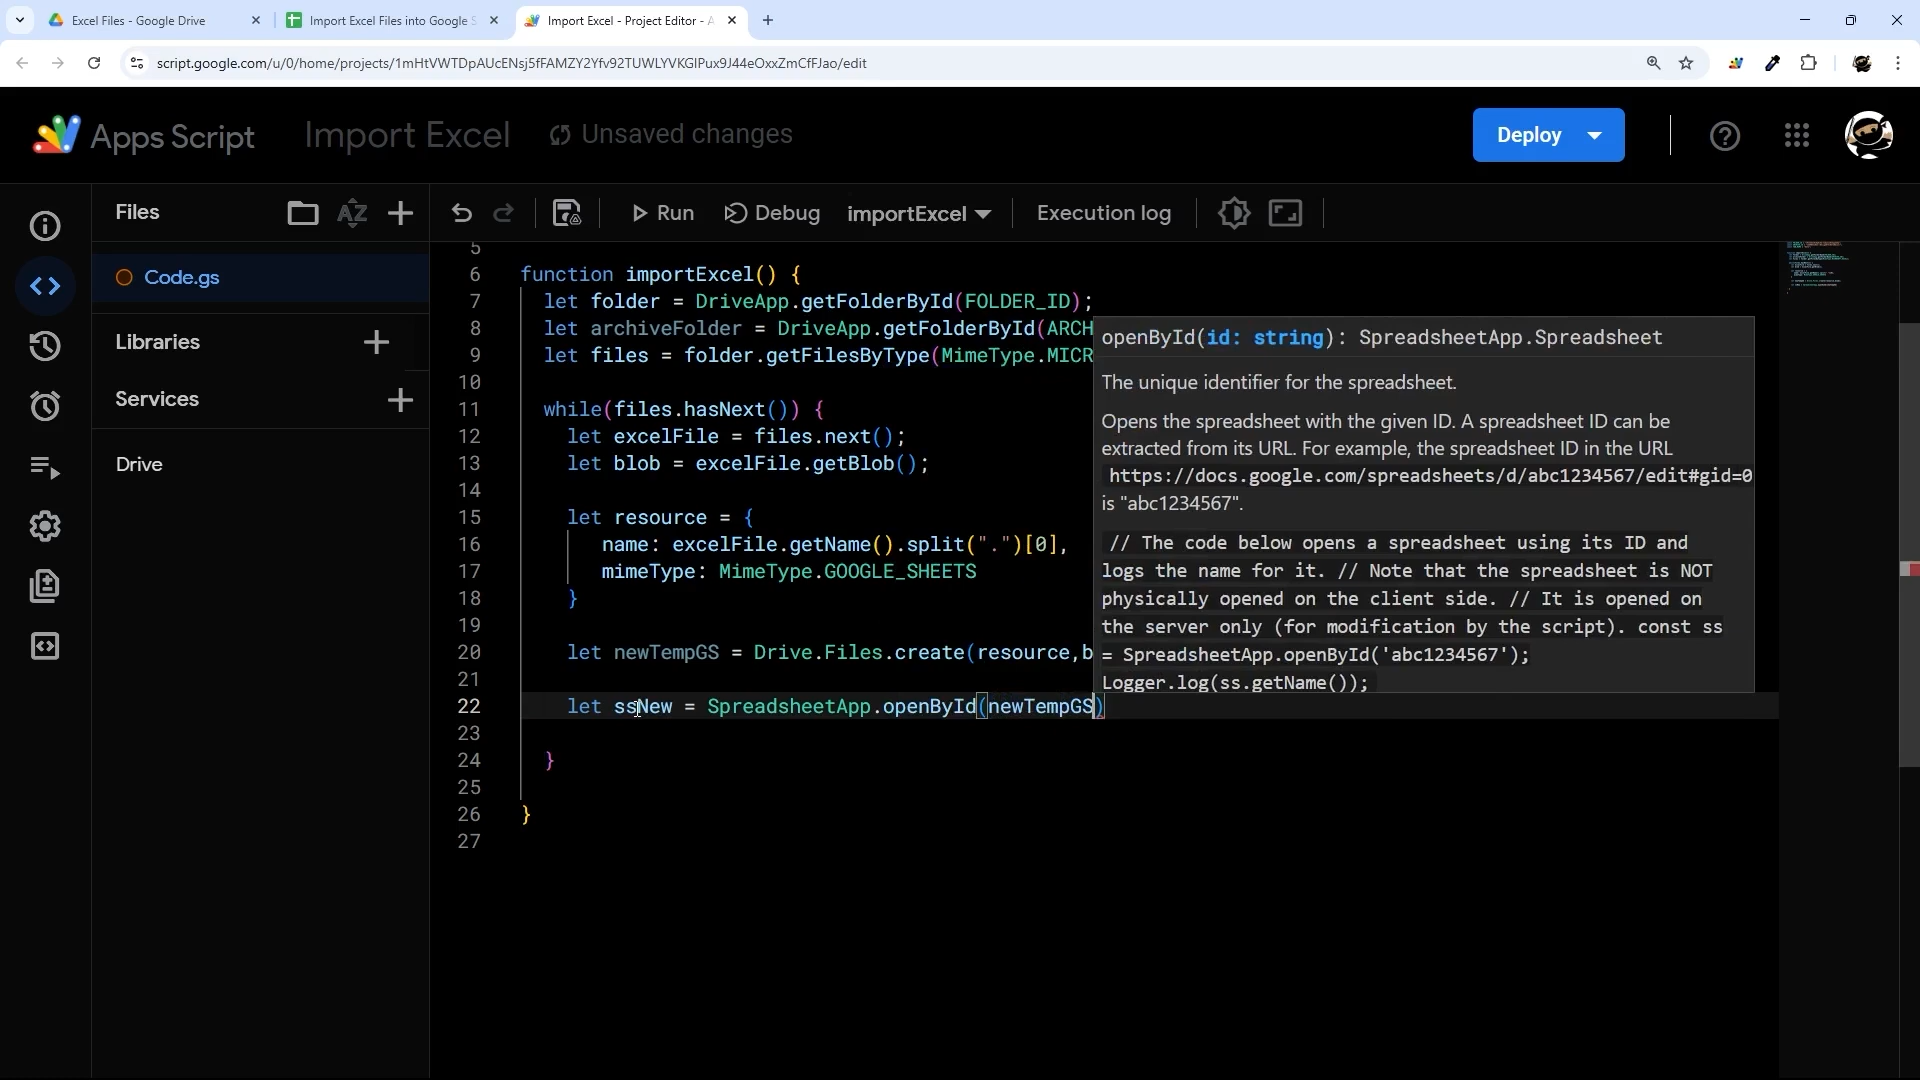 Excel Files - Google Drive
Import Excel Files into Google S
Import Excel - Project Editor - A
script.google.com/u/0/home/projects/1mHtVWTDpAUcENsj5fFAMZY2Yfv92TUWLYVKGlPux9J44eOxxZmCfFJao/edit
Apps Script
Import Excel
Unsaved changes
Deploy
Files
Run
Debug
importExcel
Execution log
Code.gs
Libraries
Services
Drive
5
6 function importExcel() {
7 let folder = DriveApp.getFolderById(FOLDER_ID);
8 let archiveFolder = DriveApp.getFolderById(ARCH
9 let files = folder.getFilesByType(MimeType.MICR
10
11 while(files.hasNext()) {
12 let excelFile = files.next();
13 let blob = excelFile.getBlob();
14
15 let resource = {
16 name: excelFile.getName().split(".")[0],
17 mimeType: MimeType.GOOGLE_SHEETS
18 }
19
20 let newTempGS = Drive.Files.create(resource,b
21
22 let ssNew = SpreadsheetApp.openById(newTempGS)
23
24 }
25
26 }
27
openById(id: string): SpreadsheetApp.Spreadsheet
The unique identifier for the spreadsheet.
Opens the spreadsheet with the given ID. A spreadsheet ID can be
extracted from its URL. For example, the spreadsheet ID in the URL
https://docs.google.com/spreadsheets/d/abc1234567/edit#gid=0
is "abc1234567".
// The code below opens a spreadsheet using its ID and
logs the name for it. // Note that the spreadsheet is NOT
physically opened on the client side. // It is opened on
the server only (for modification by the script). const ss
= SpreadsheetApp.openById('abc1234567');
Logger.log(ss.getName());